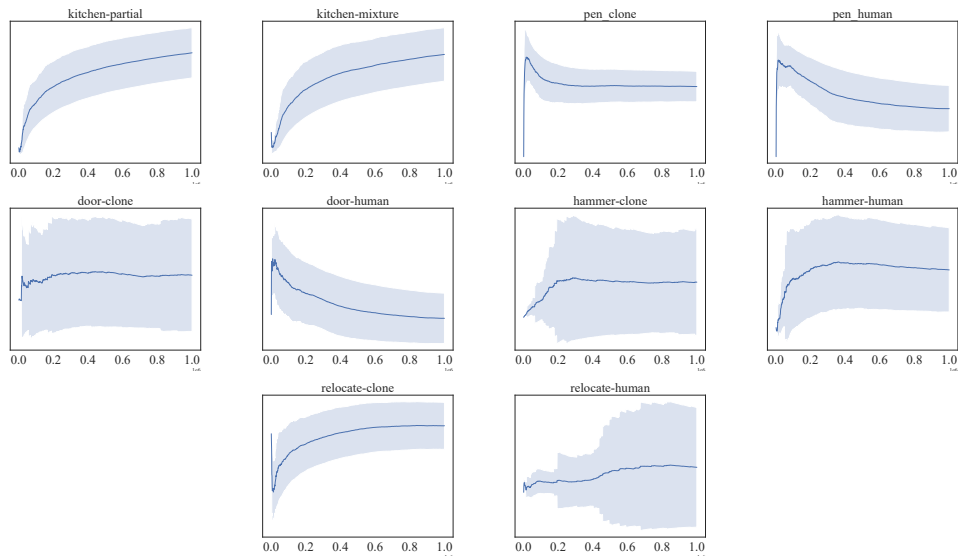 kitchen-partial kitchen-mixture pen_clone pen_human
0.0 0.2 0.4 0.6 0.8 1.0 0.0 0.2 0.4 0.6 0.8 1.0 0.0 0.2 0.4 0.6 0.8 1.0 0.0 0.2 0.4 0.6 0.8 1.0
door-clone door-human hammer-clone hammer-human
0.0 0.2 0.4 0.6 0.8 1.0 0.0 0.2 0.4 0.6 0.8 1.0 0.0 0.2 0.4 0.6 0.8 1.0 0.0 0.2 0.4 0.6 0.8 1.0
relocate-clone relocate-human
0.0 0.2 0.4 0.6 0.8 1.0 0.0 0.2 0.4 0.6 0.8 1.0